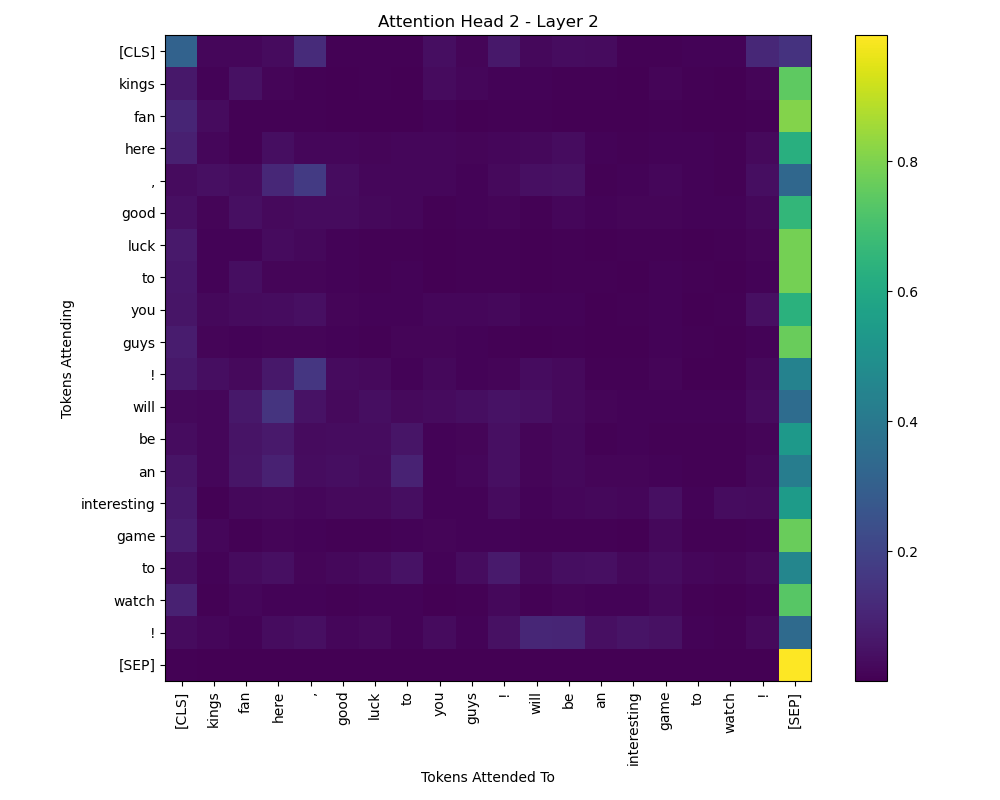 Attention Head 2 - Layer 2
Tokens Attending
[CLS]
kings
fan
here
,
good
luck
to
you
guys
!
will
be
an
interesting
game
to
watch
!
[SEP]
[CLS]
kings
fan
here
,
good
luck
to
you
guys
!
will
be
an
interesting
game
to
watch
!
[SEP]
Tokens Attended To
0.8
0.6
0.4
0.2